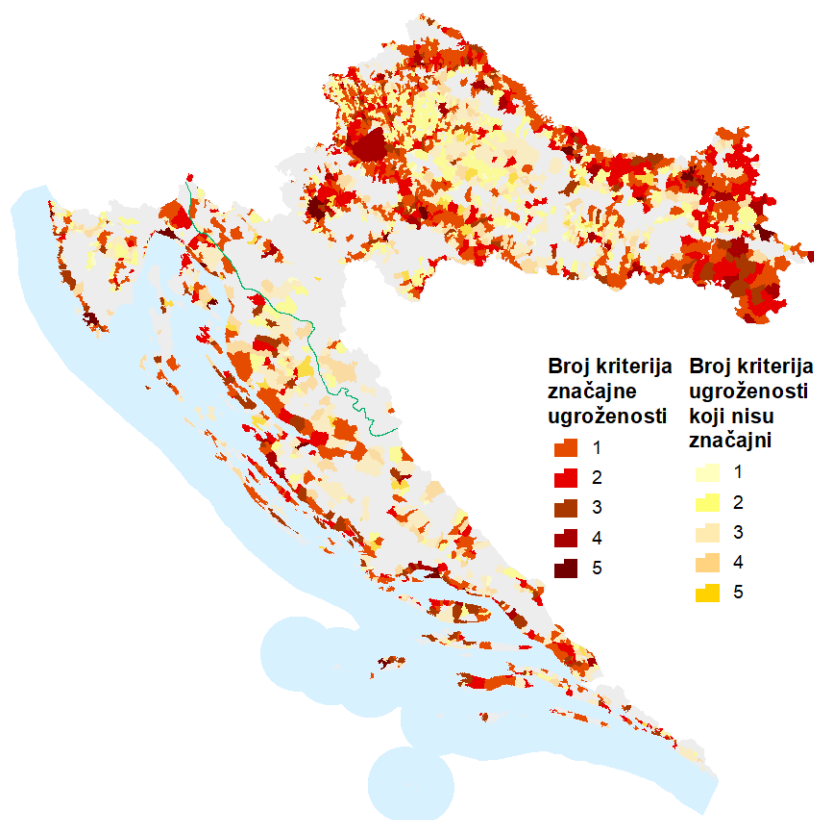 Broj kriterija
značajne
ugroženosti
1
2
3
4
5
Broj kriterija
ugroženosti
koji nisu
značajni
1
2
3
4
5